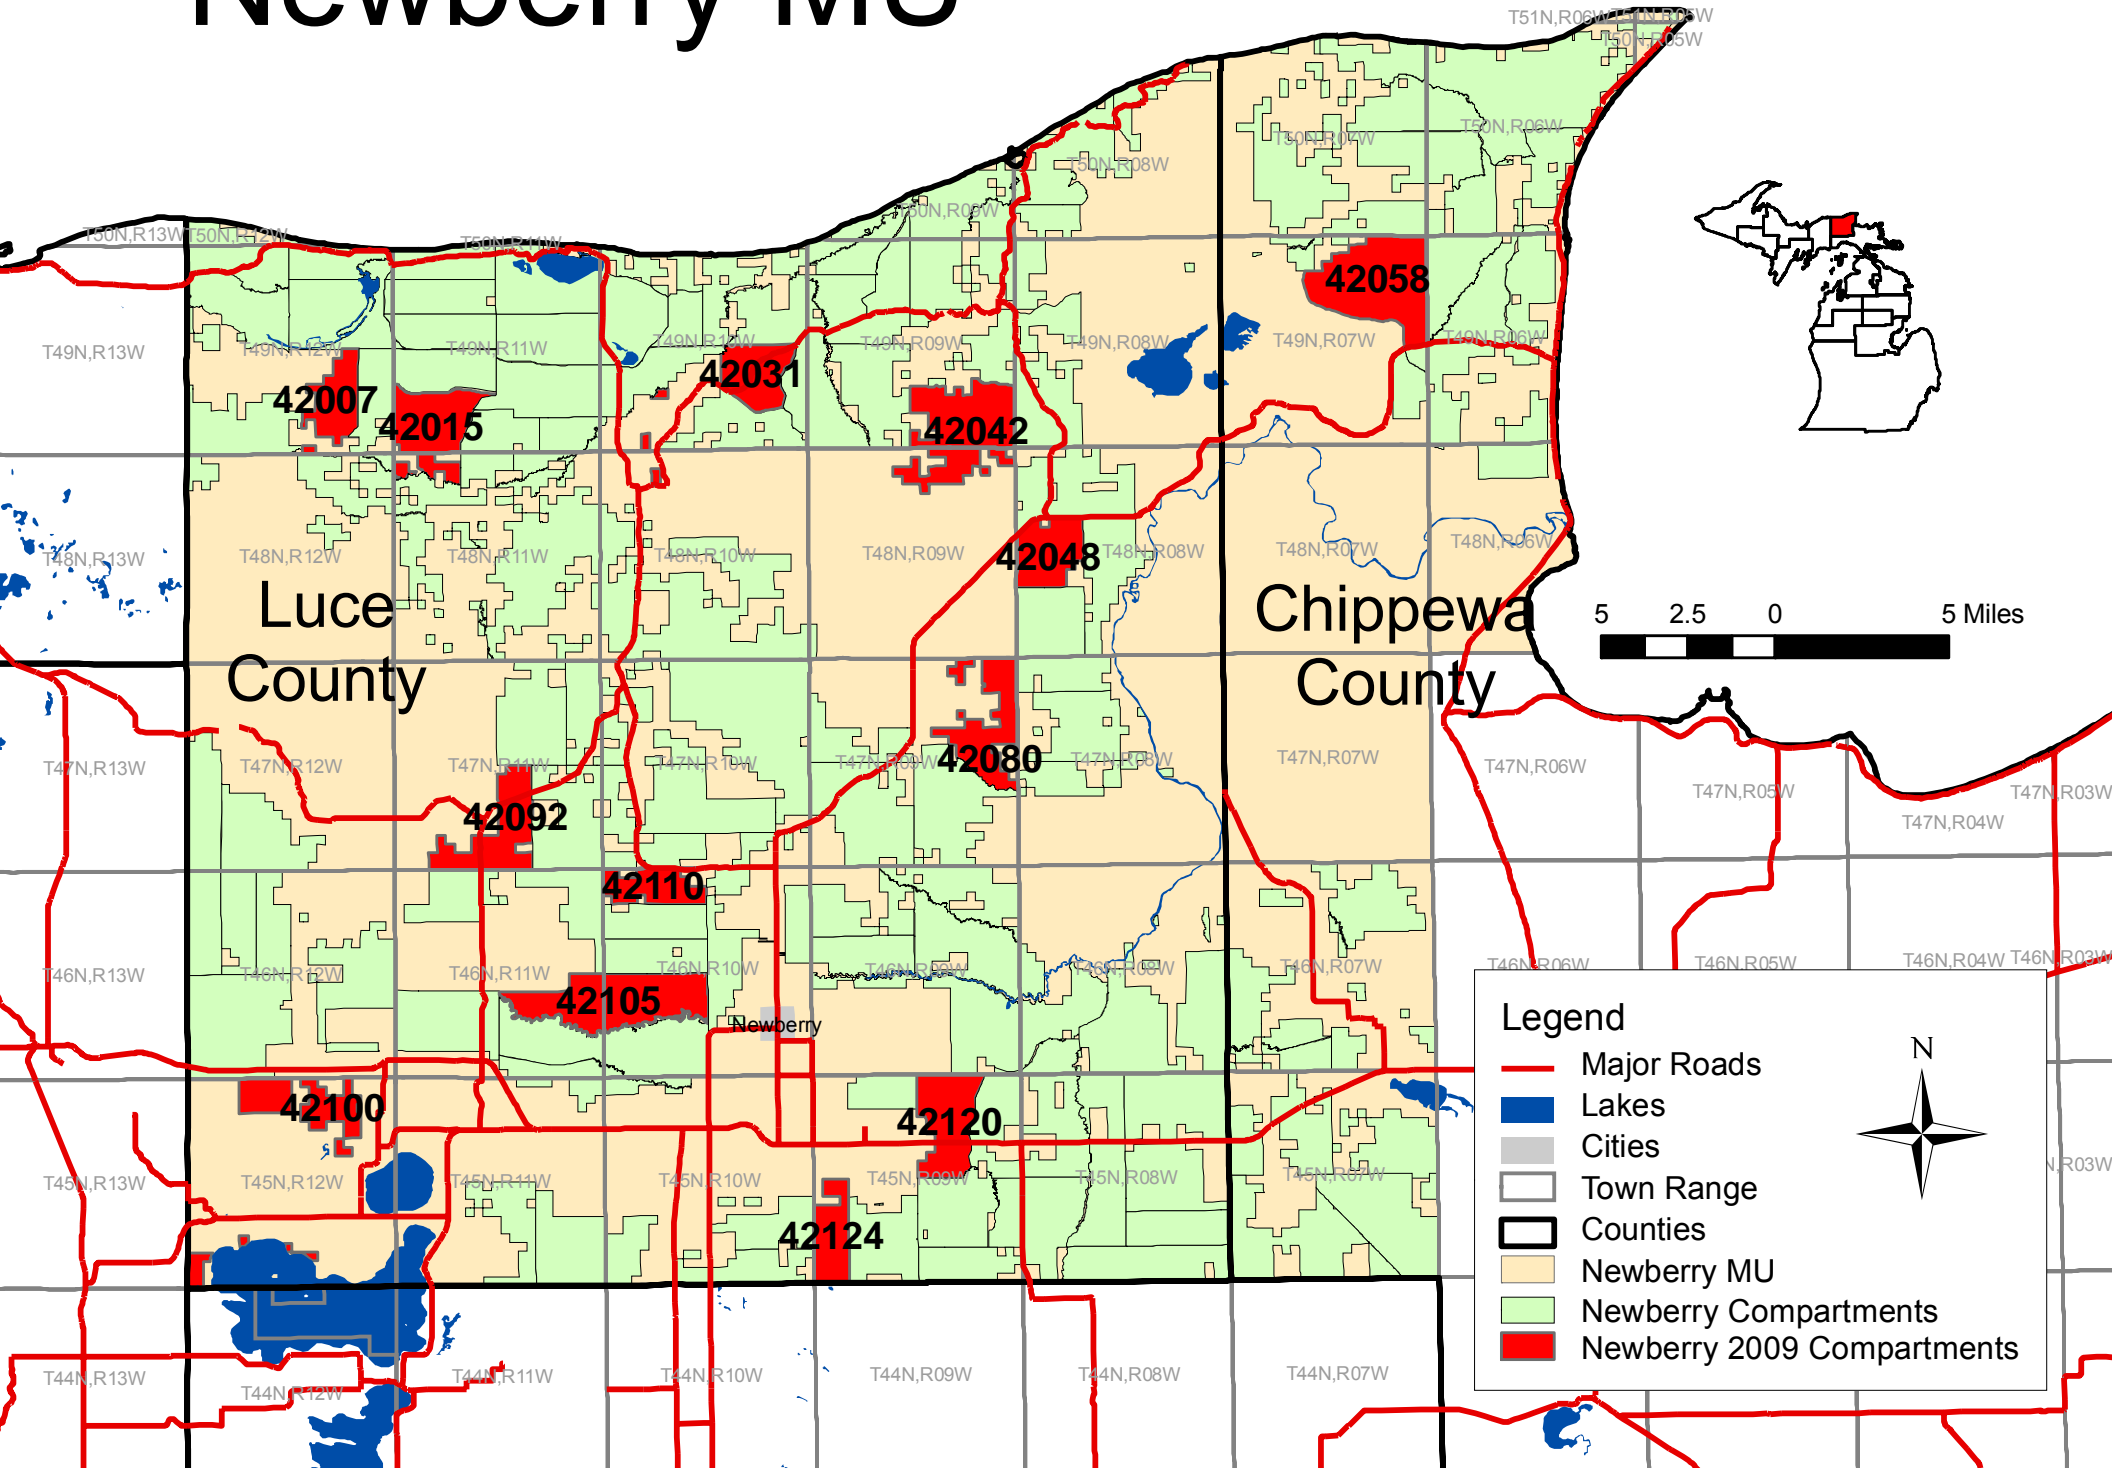 Newberry MU
T51N,R06W
T51N,R05W
T50N,R05W
T50N,R06W
T50N,R07W
T50N,R08W
T50N,R09W
T50N,R13W
T50N,R12W
T50N,R11W
42058
T49N,R13W
T49N,R12W
T49N,R11W
T49N,R10W
T49N,R09W
T49N,R08W
T49N,R07W
T49N,R06W
42007
42015
42031
42042
T48N,R13W
T48N,R12W
T48N,R11W
T48N,R10W
T48N,R09W
42048
T48N,R08W
T48N,R07W
T48N,R06W
Luce
County
Chippewa
County
5 2.5 0 5 Miles
T47N,R13W
T47N,R12W
T47N,R11W
T47N,R10W
T47N,R09W
42080
T47N,R08W
T47N,R07W
T47N,R06W
T47N,R05W
T47N,R04W
T47N,R03W
42092
42110
T46N,R13W
T46N,R12W
T46N,R11W
T46N,R10W
T46N,R09W
T46N,R08W
T46N,R07W
T46N,R06W
T46N,R05W
T46N,R04W
T46N,R03W
42105
Newberry
42100
42120
T45N,R13W
T45N,R12W
T45N,R11W
T45N,R10W
T45N,R09W
T45N,R08W
T45N,R07W
N,R03W
42124
T44N,R13W
T44N,R12W
T44N,R11W
T44N,R10W
T44N,R09W
T44N,R08W
T44N,R07W
Legend
N
Major Roads
Lakes
Cities
Town Range
Counties
Newberry MU
Newberry Compartments
Newberry 2009 Compartments